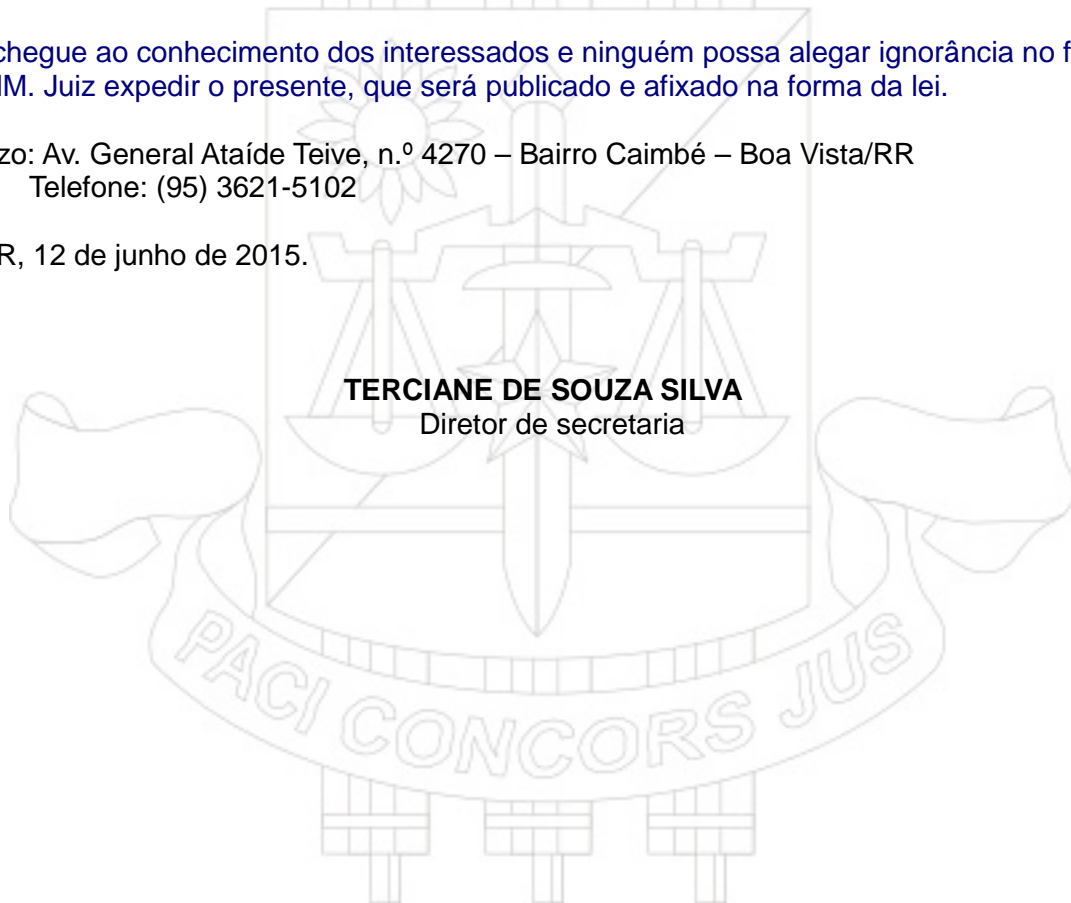 chegue ao conhecimento dos interessados e ninguém possa alegar ignorância no
MM. Juiz expedir o presente, que será publicado e afixado na forma da lei.
zo: Av. General Ataíde Teive, n.º 4270 – Bairro Caimbé – Boa Vista/RR
Telefone: (95) 3621-5102
R, 12 de junho de 2015.
TERCIANE DE SOUZA SILVA
Diretor de secretaria
PACI CONCORS JUS